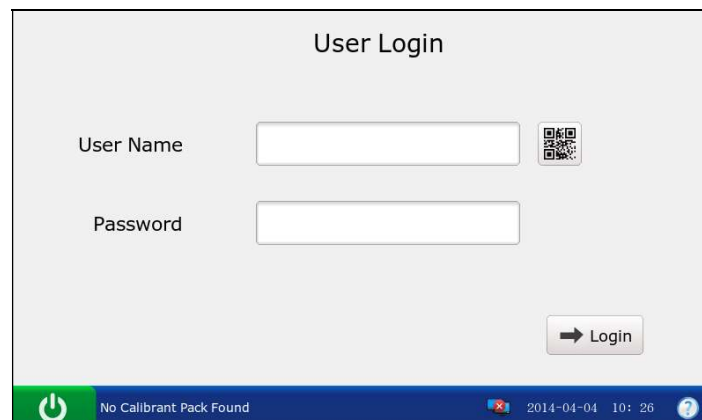 User Login
User Name
Password
Login
No Calibrant Pack Found 2014-04-04 10: 26 ?